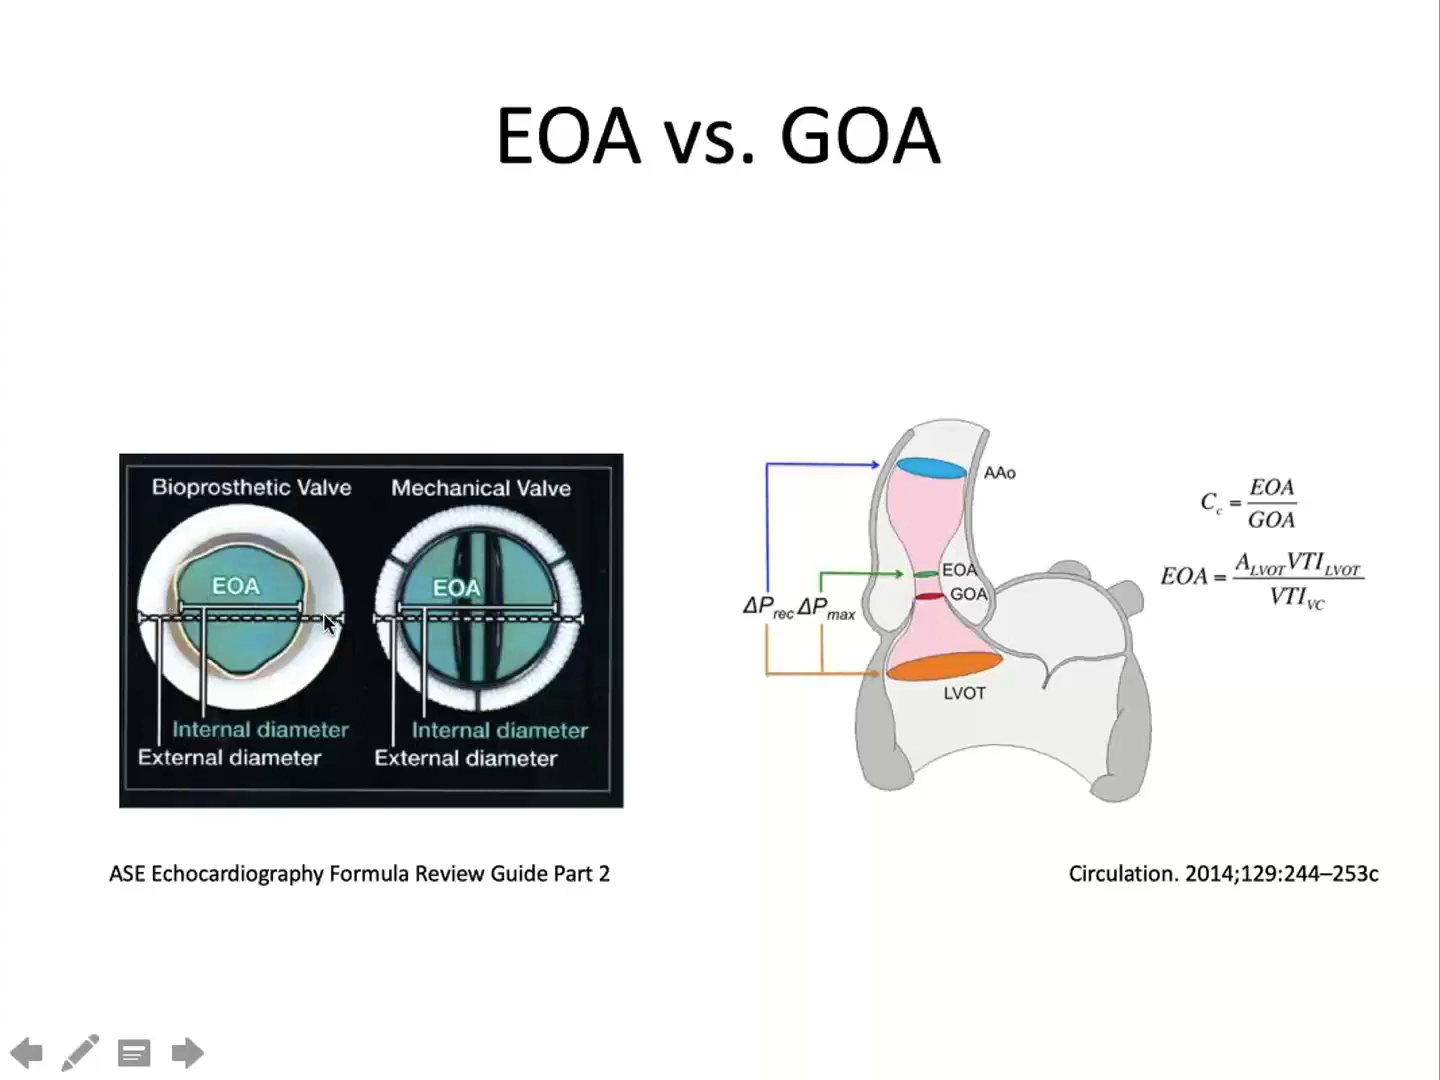 EOA vs. GOA
Bioprosthetic Valve
Mechanical Valve
EOA
EOA
Internal diameter
Internal diameter
External diameter
External diameter
AAo
EOA
GOA
ΔP_rec ΔP_max
LVOT
C_c = EOA / GOA
EOA = A_LVOT VTI_LVOT / VTI_VC
ASE Echocardiography Formula Review Guide Part 2
Circulation. 2014;129:244–253c